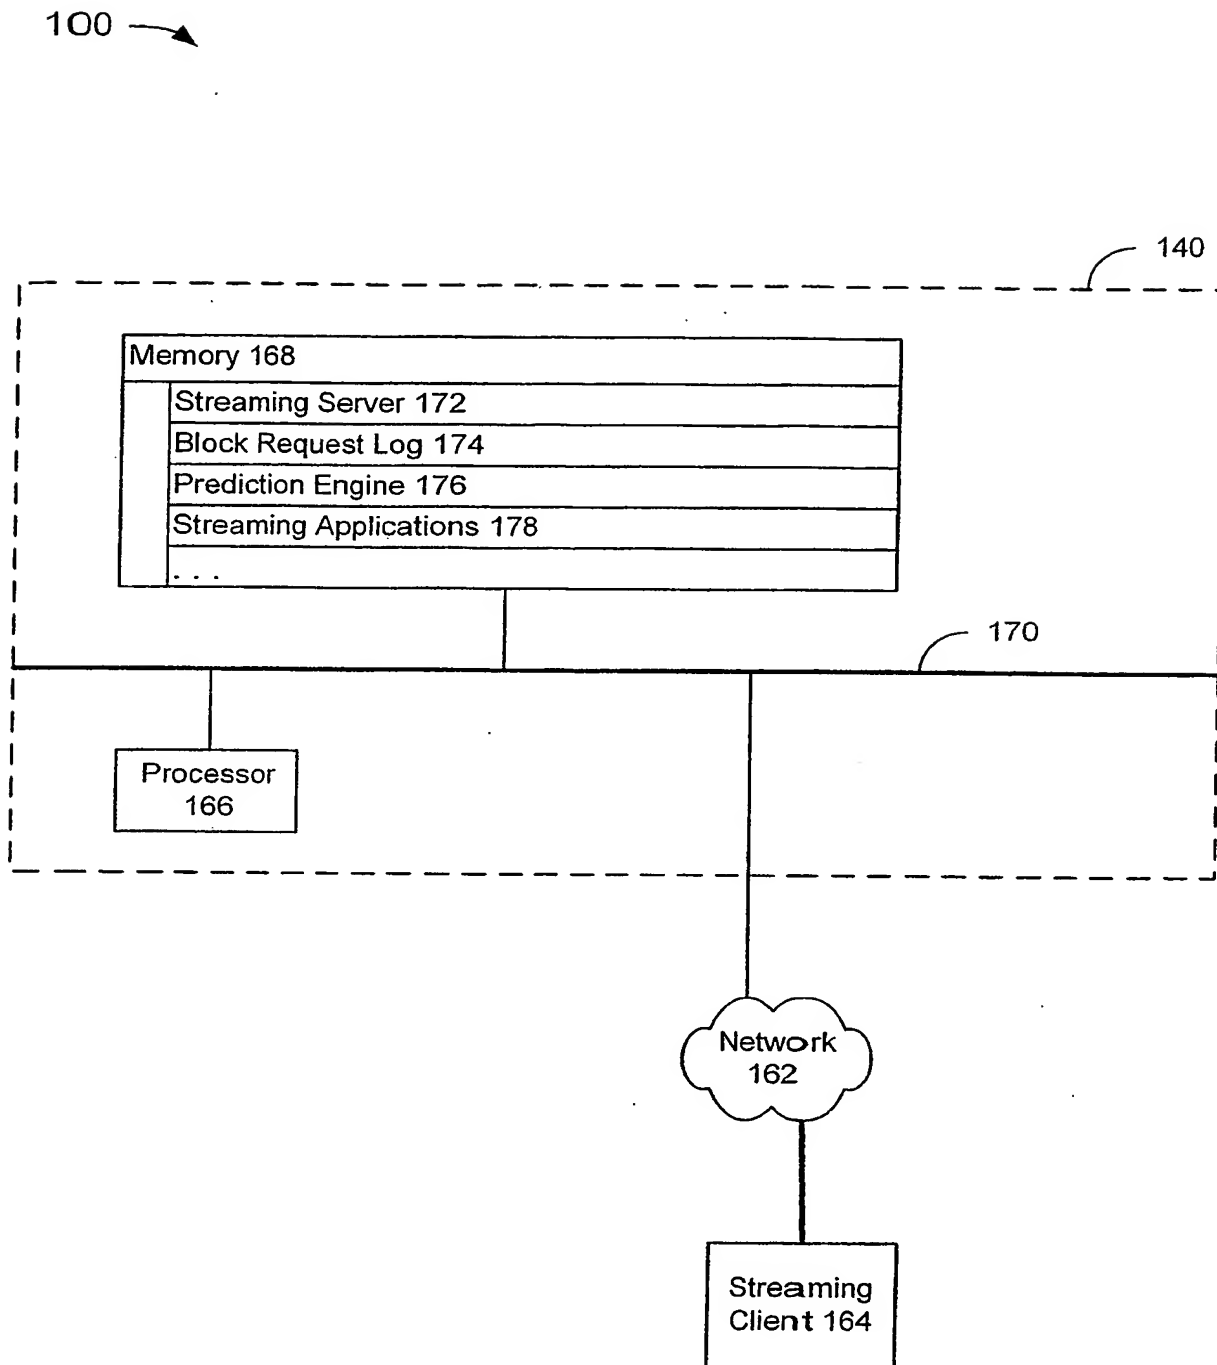 100
140
Memory 168
Streaming Server 172
Block Request Log 174
Prediction Engine 176
Streaming Applications 178
. . .
170
Processor
166
Network
162
Streaming
Client 164